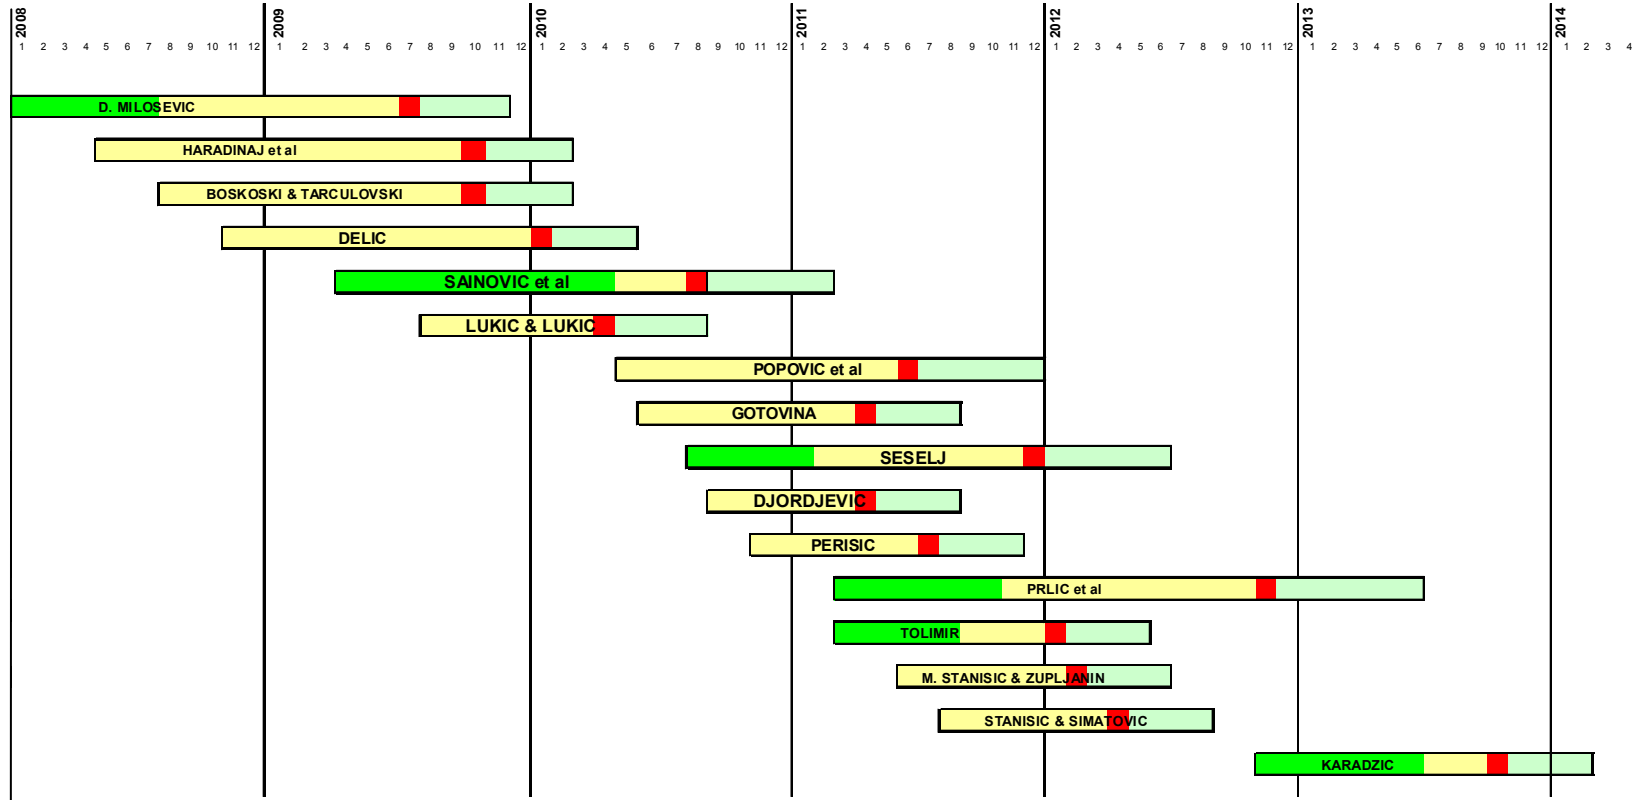 2008 2009 2010 2011 2012 2013 2014
1 2 3 4 5 6 7 8 9 10 11 12 1 2 3 4 5 6 7 8 9 10 11 12 1 2 3 4 5 6 7 8 9 10 11 12 1 2 3 4 5 6 7 8 9 10 11 12 1 2 3 4 5 6 7 8 9 10 11 12 1 2 3 4 5 6 7 8 9 10 11 12 1 2 3 4
D. MILOSEVIC
HARADINAJ et al
BOSKOSKI & TARCULOVSKI
DELIC
SAINOVIC et al
LUKIC & LUKIC
POPOVIC et al
GOTOVINA
SESELJ
DJORDJEVIC
PERISIC
PRLIC et al
TOLIMIR
M. STANISIC & ZUPLJANIN
STANISIC & SIMATOVIC
KARADZIC